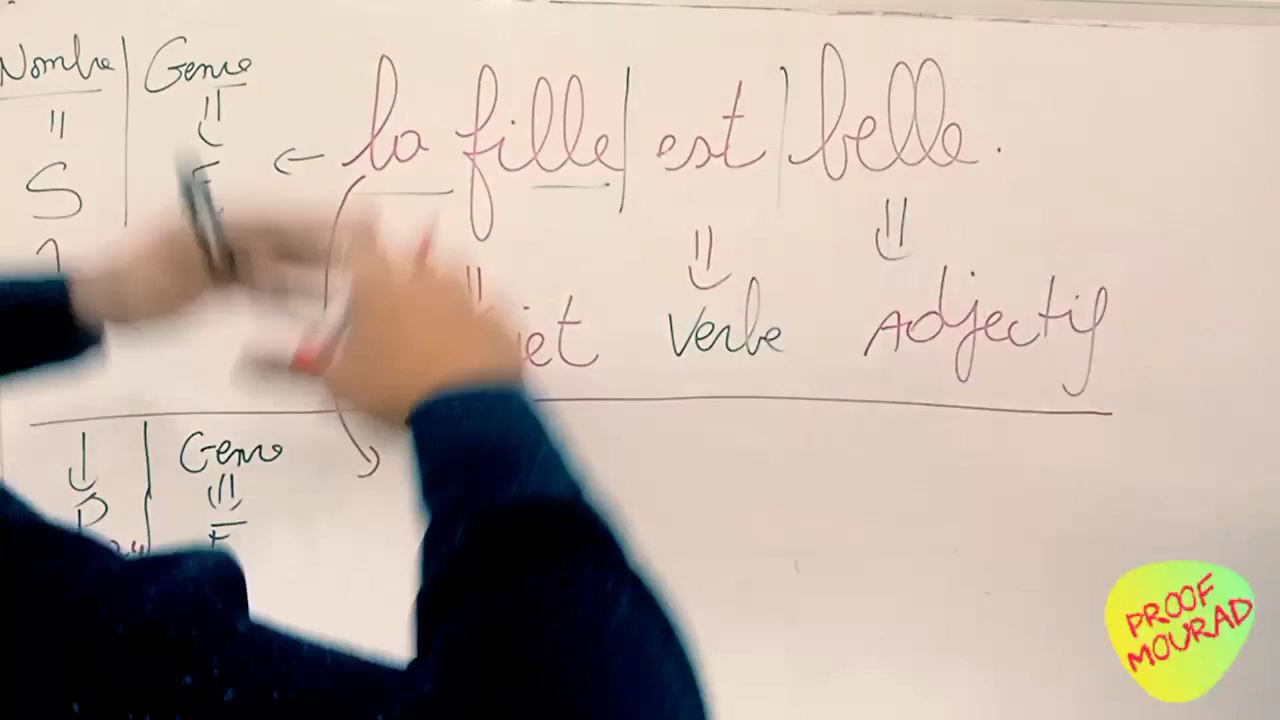 Nombre Genre
la fille est belle.
S F
Verbe Adjectif
Genre
P F
PROOF
MOURAD